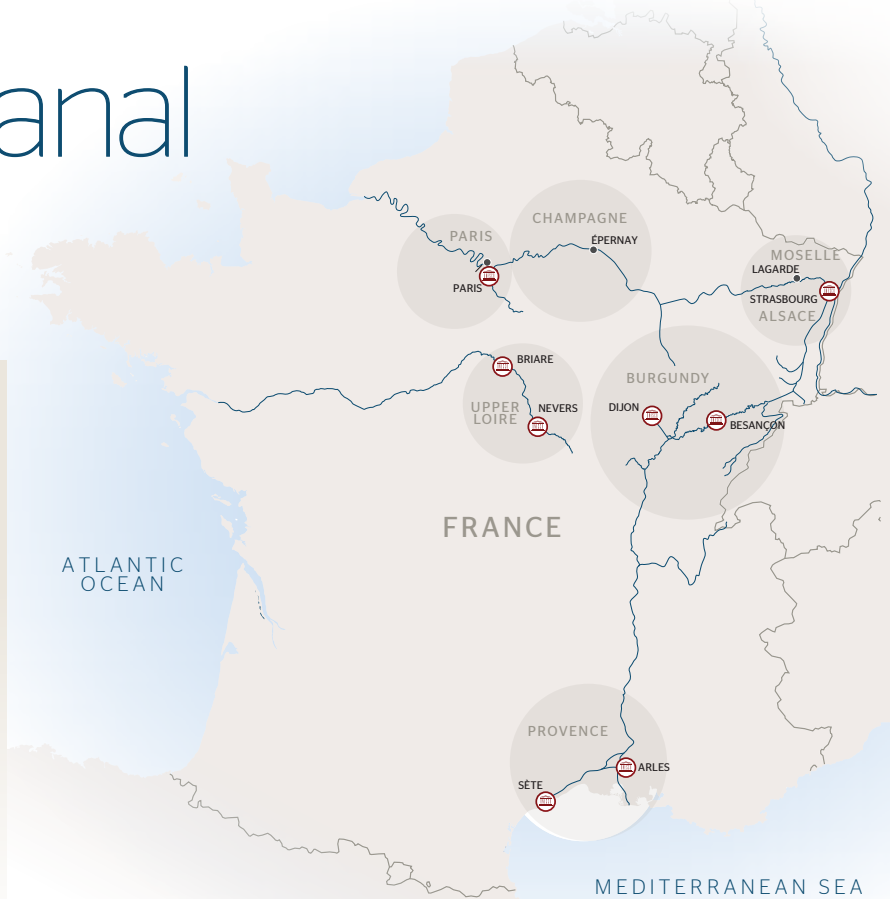 anal
CHAMPAGNE
PARIS
ÉPERNAY
MOSELLE
LAGARDE
PARIS
STRASBOURG
ALSACE
BRIARE
BURGUNDY
UPPER
LOIRE
NEVERS
DIJON
BESANÇON
FRANCE
ATLANTIC
OCEAN
PROVENCE
ARLES
SÈTE
MEDITERRANEAN SEA